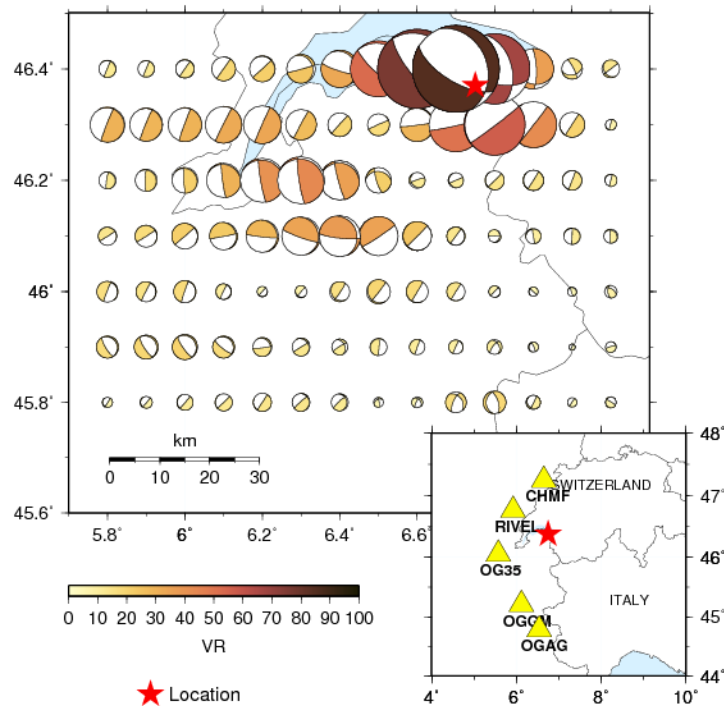 46.4˚
46.2˚
46˚
45.8˚
45.6˚
5.8˚ 6˚ 6.2˚ 6.4˚ 6.6
km
0 10 20 30
0 10 20 30 40 50 60 70 80 90 100
VR
Location
48˚
47˚
46˚
45˚
44˚
4˚ 6˚ 8˚ 10˚
SWITZERLAND
CHMF
RIVEL
OG35
ITALY
OGGM
OGAG